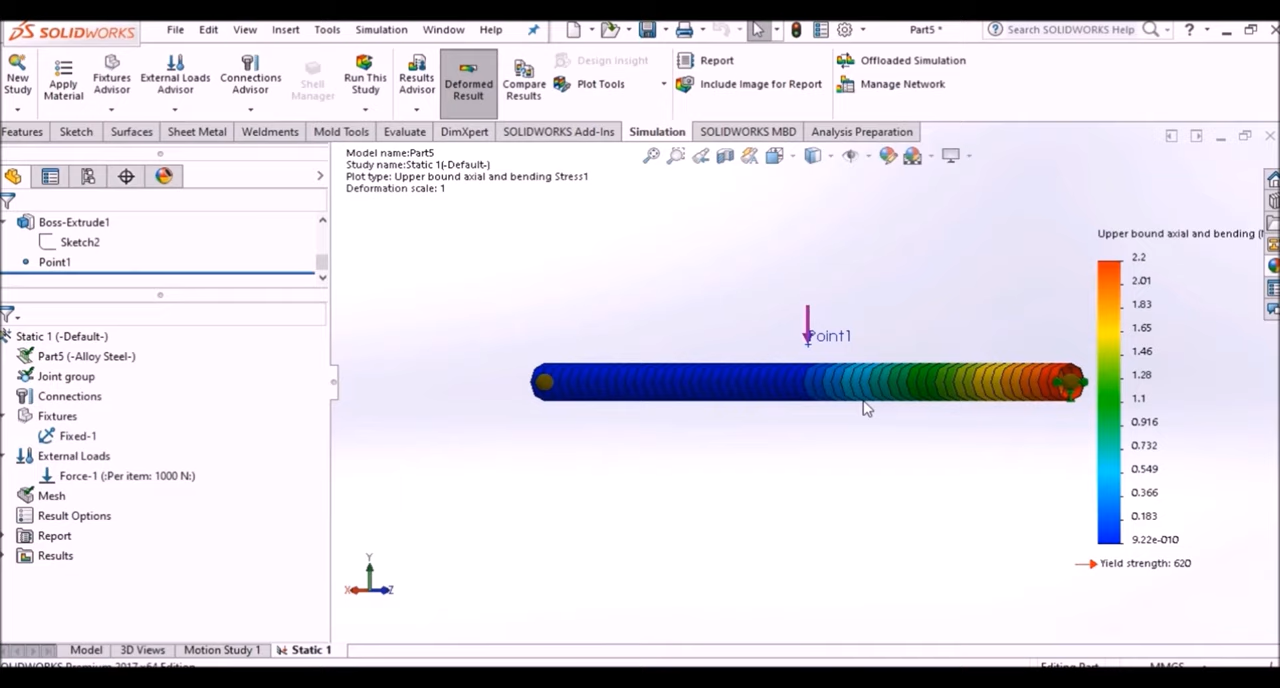 SOLIDWORKS File Edit View Insert Tools Simulation Window Help Part5 * Search SOLIDWORKS Help
New Study
Apply Material
Fixtures Advisor
External Loads Advisor
Connections Advisor
Shell Manager
Run This Study
Results Advisor
Deformed Result
Compare Results
Design Insight
Plot Tools
Report
Include Image for Report
Offloaded Simulation
Manage Network
Features Sketch Surfaces Sheet Metal Weldments Mold Tools Evaluate DimXpert SOLIDWORKS Add-Ins Simulation SOLIDWORKS MBD Analysis Preparation
Model name:Part5
Study name:Static 1(-Default-)
Plot type: Upper bound axial and bending Stress1
Deformation scale: 1
Boss-Extrude1
Sketch2
Point1
Static 1 (-Default-)
Part5 (-Alloy Steel-)
Joint group
Connections
Fixtures
Fixed-1
External Loads
Force-1 (:Per item: 1000 N:)
Mesh
Result Options
Report
Results
Point1
Upper bound axial and bending (
2.2
2.01
1.83
1.65
1.46
1.28
1.1
0.916
0.732
0.549
0.366
0.183
9.22e-010
Yield strength: 620
Y
X Z
Model 3D Views Motion Study 1 Static 1
SOLIDWORKS Premium 2017 x64 Edition Editing Part MMGS